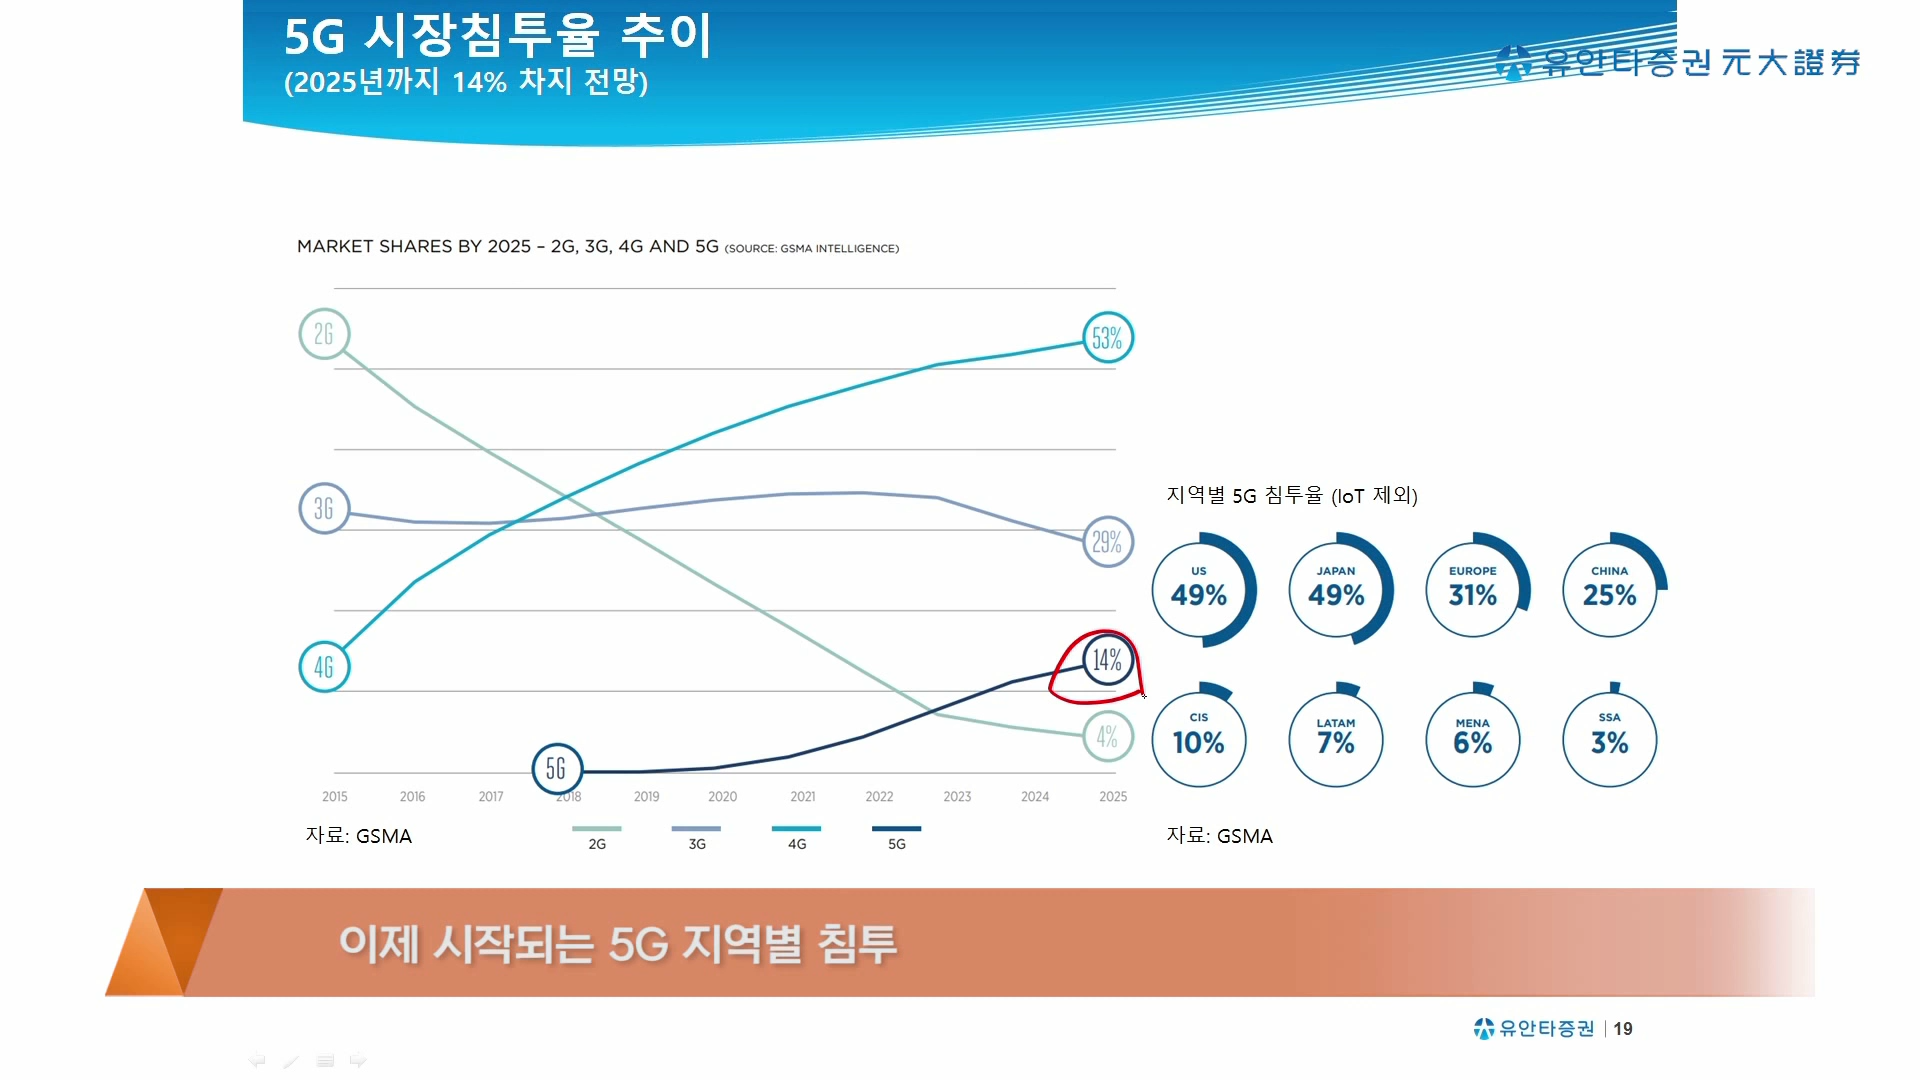 5G 시장침투율 추이
(2025년까지 14% 차지 전망)
유안타증권 元大證券
MARKET SHARES BY 2025 – 2G, 3G, 4G AND 5G (SOURCE: GSMA INTELLIGENCE)
2G
53%
3G
29%
4G
14%
4%
5G
2015 2016 2017 2018 2019 2020 2021 2022 2023 2024 2025
2G 3G 4G 5G
자료: GSMA
지역별 5G 침투율 (IoT 제외)
US
49%
JAPAN
49%
EUROPE
31%
CHINA
25%
CIS
10%
LATAM
7%
MENA
6%
SSA
3%
자료: GSMA
이제 시작되는 5G 지역별 침투
유안타증권 | 19